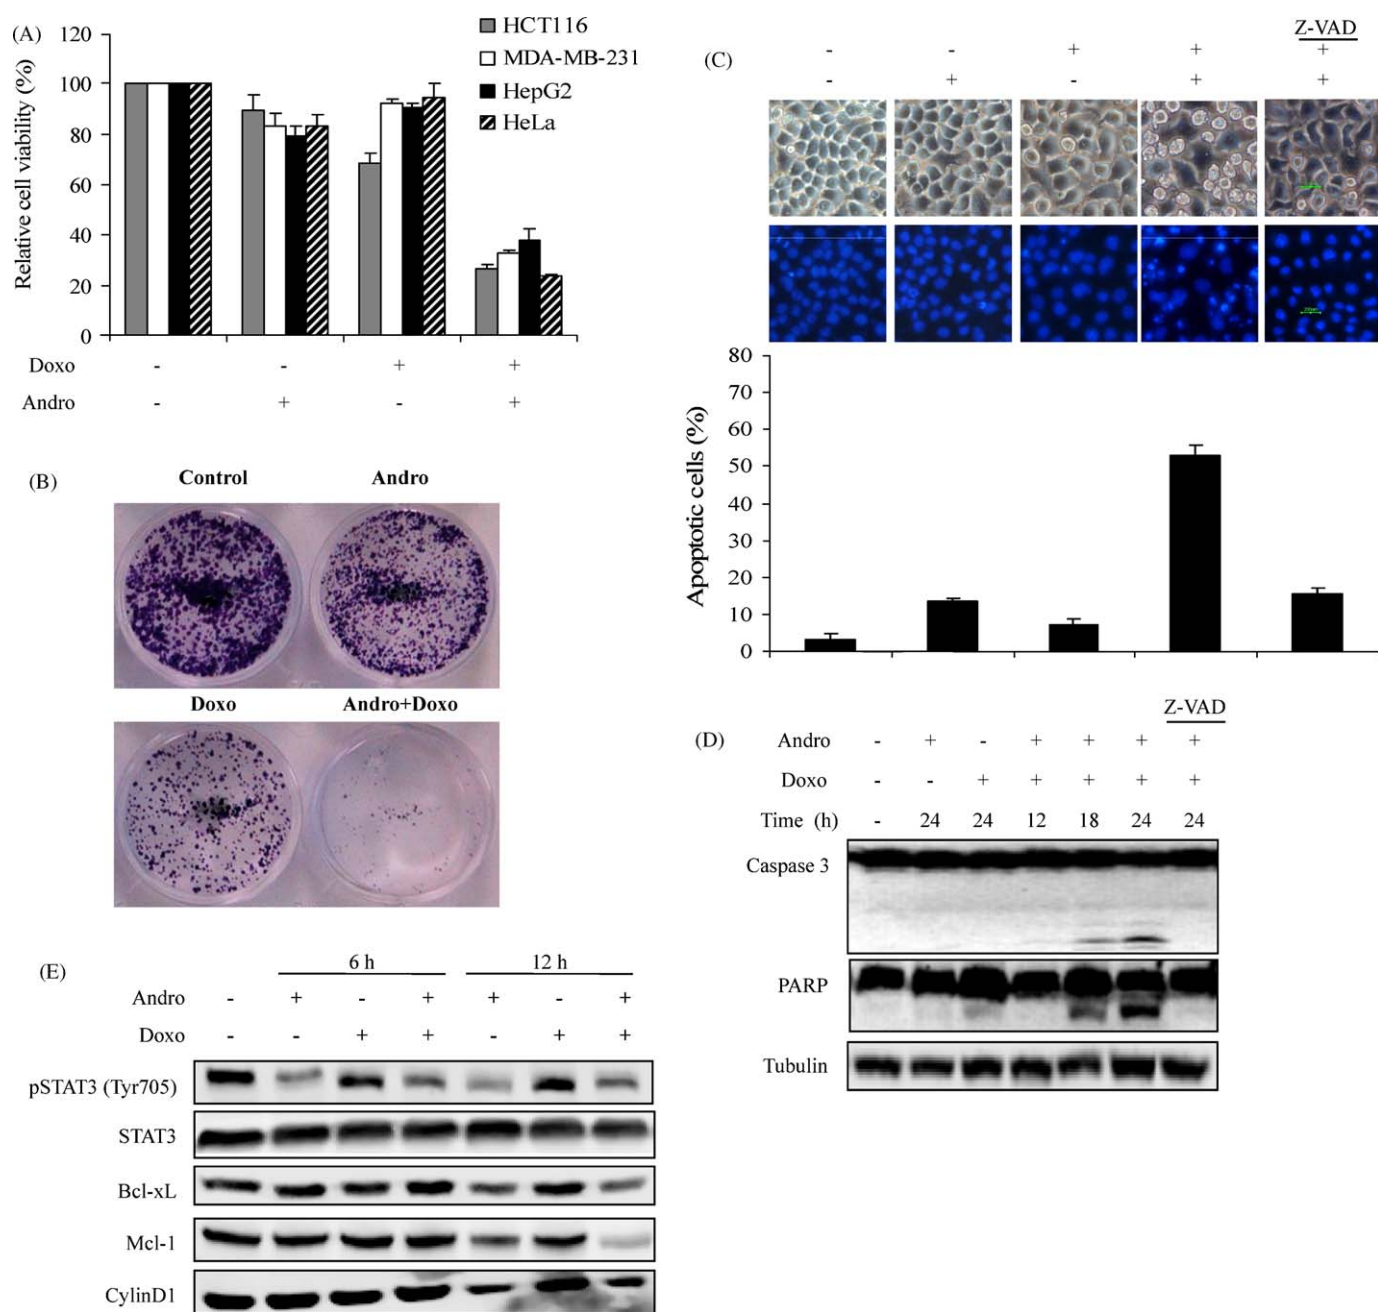 (A)
120
100
80
60
40
20
0
Relative cell viability (%)
HCT116
MDA-MB-231
HepG2
HeLa
Doxo - - + +
Andro - + - +
(B)
Control Andro
Doxo Andro+Doxo
(C)
Z-VAD
- - + + +
- + - + +
80
70
60
50
40
30
20
10
0
Apoptotic cells (%)
(D)
Z-VAD
Andro - + - + + + +
Doxo - - + + + + +
Time (h) - 24 24 12 18 24 24
Caspase 3
PARP
Tubulin
(E)
6 h 12 h
Andro - + - + + - +
Doxo - - + + - + +
pSTAT3 (Tyr705)
STAT3
Bcl-xL
Mcl-1
CylinD1